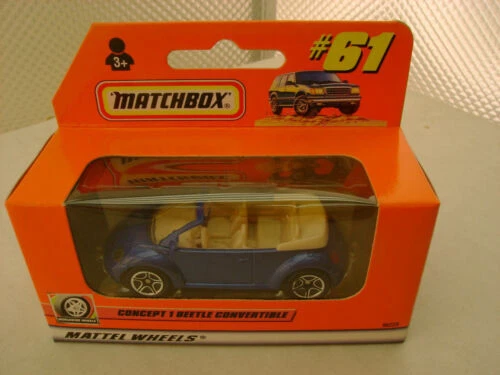 #61
3+
MATCHBOX®
CONCEPT 1 BEETLE CONVERTIBLE
MATTEL WHEELS®